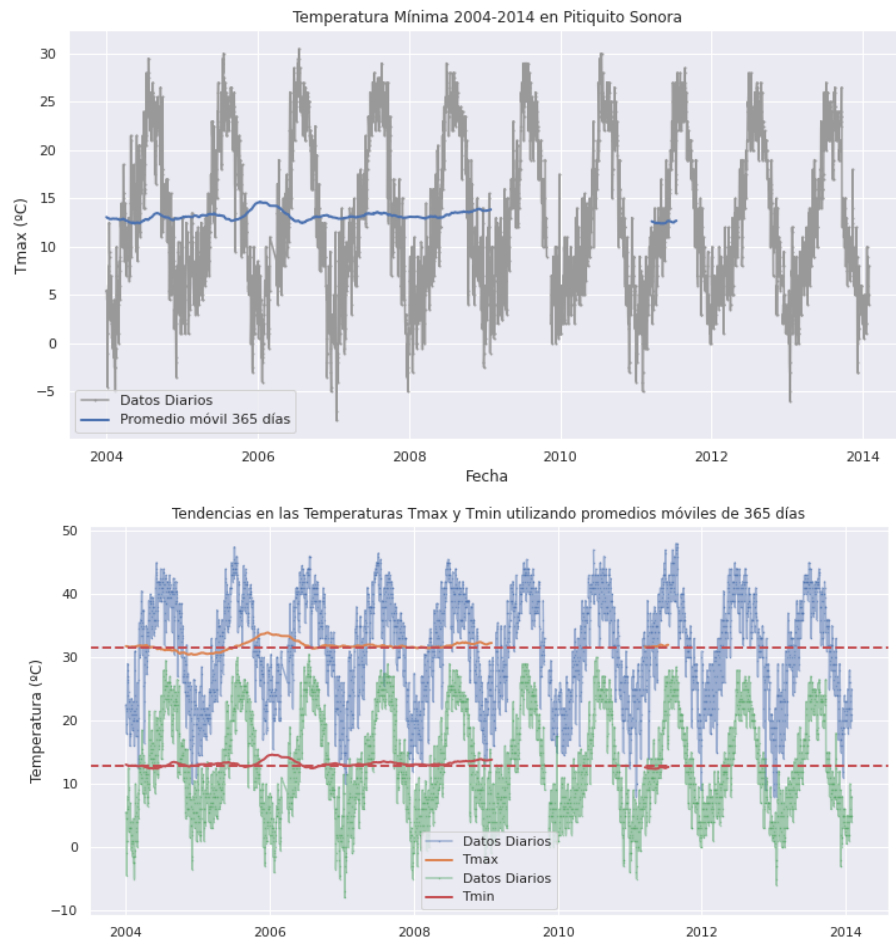 Temperatura Mínima 2004-2014 en Pitiquito Sonora
30
25
20
15
10
5
0
−5
Tmax (ºC)
Datos Diarios
Promedio móvil 365 días
2004 2006 2008 2010 2012 2014
Fecha
Tendencias en las Temperaturas Tmax y Tmin utilizando promedios móviles de 365 días
50
40
30
20
10
0
−10
Temperatura (ºC)
Datos Diarios
Tmax
Datos Diarios
Tmin
2004 2006 2008 2010 2012 2014